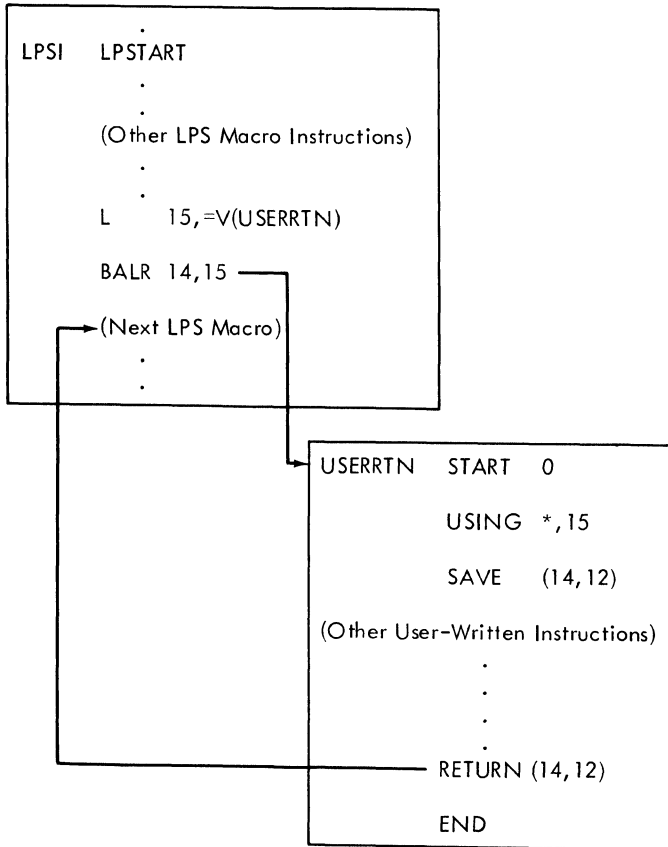 LPSI LPSTART
.
.
(Other LPS Macro Instructions)
.
.
L 15,=V(USERRTN)
BALR 14,15
(Next LPS Macro)
.
.
USERRTN START 0
USING *,15
SAVE (14,12)
(Other User-Written Instructions)
.
.
.
.
RETURN (14,12)
END